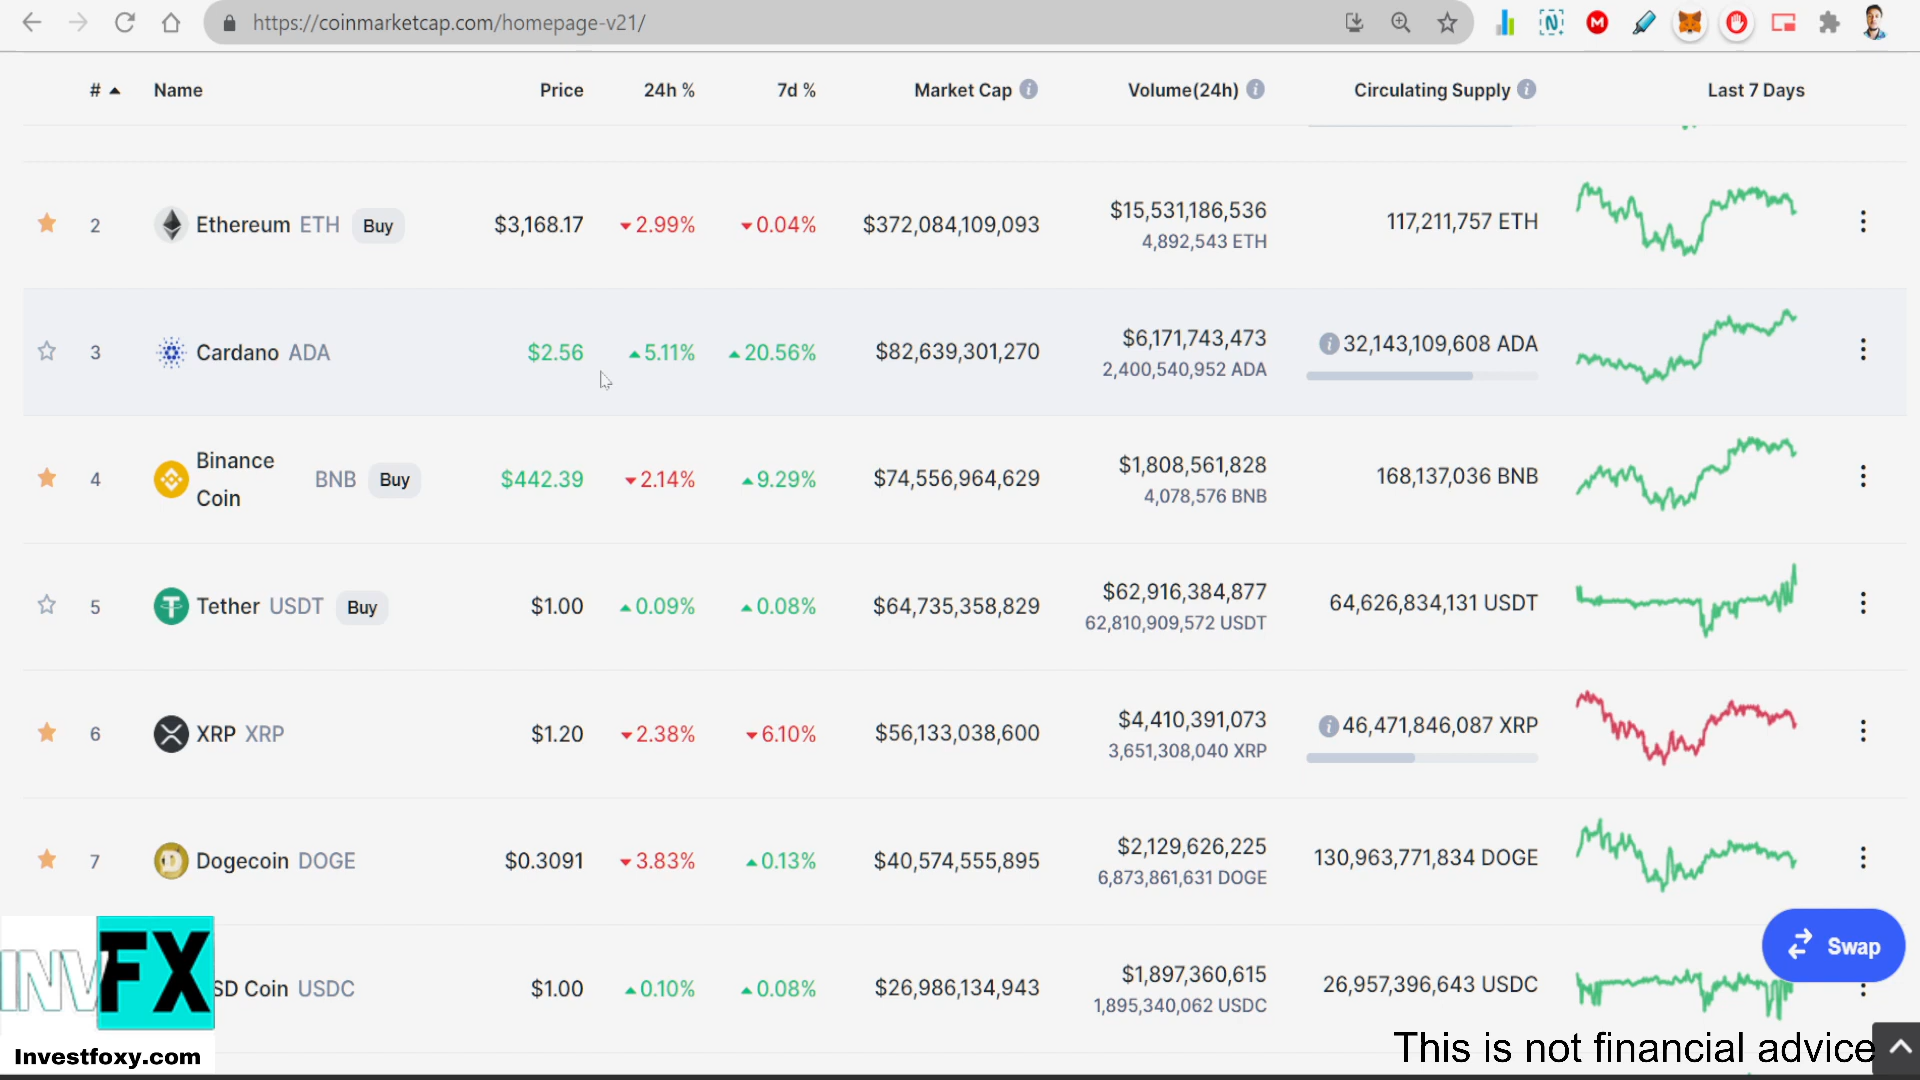 https://coinmarketcap.com/homepage-v21/
# Name Price 24h % 7d % Market Cap Volume(24h) Circulating Supply Last 7 Days
2 Ethereum ETH Buy $3,168.17 2.99% 0.04% $372,084,109,093 $15,531,186,536 117,211,757 ETH
4,892,543 ETH
3 Cardano ADA $2.56 5.11% 20.56% $82,639,301,270 $6,171,743,473 32,143,109,608 ADA
2,400,540,952 ADA
4 Binance Coin BNB Buy $442.39 2.14% 9.29% $74,556,964,629 $1,808,561,828 168,137,036 BNB
4,078,576 BNB
5 Tether USDT Buy $1.00 0.09% 0.08% $64,735,358,829 $62,916,384,877 64,626,834,131 USDT
62,810,909,572 USDT
6 XRP XRP $1.20 2.38% 6.10% $56,133,038,600 $4,410,391,073 46,471,846,087 XRP
3,651,308,040 XRP
7 Dogecoin DOGE $0.3091 3.83% 0.13% $40,574,555,895 $2,129,626,225 130,963,771,834 DOGE
6,873,861,631 DOGE
Swap
INVFX
SD Coin USDC $1.00 0.10% 0.08% $26,986,134,943 $1,897,360,615 26,957,396,643 USDC
1,895,340,062 USDC
Investfoxy.com
This is not financial advice